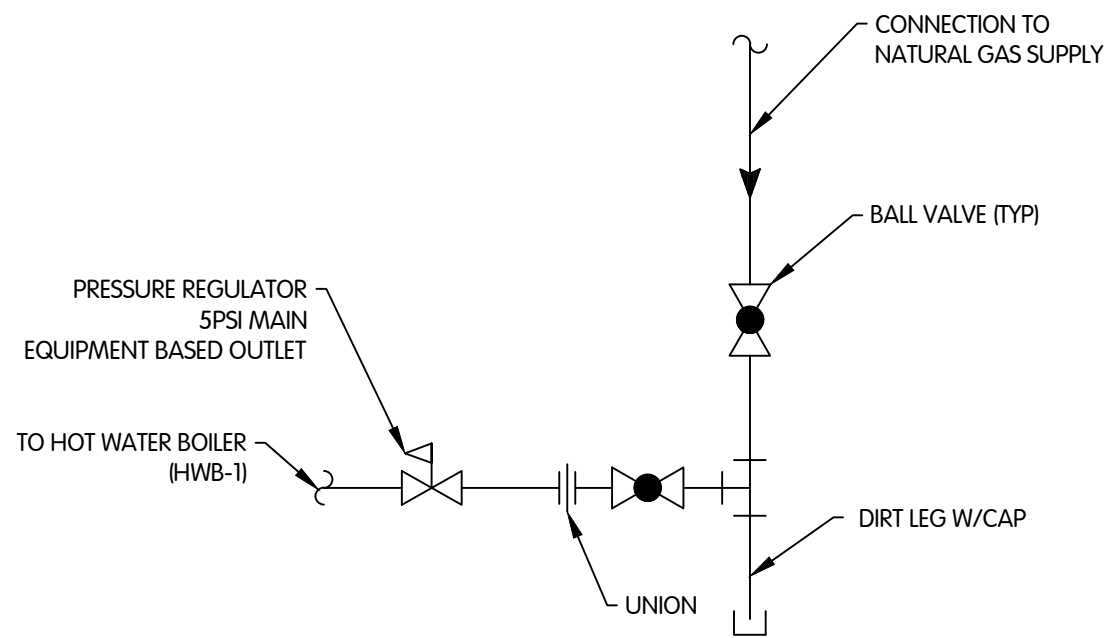 CONNECTION TO
NATURAL GAS SUPPLY
BALL VALVE (TYP)
PRESSURE REGULATOR
5PSI MAIN
EQUIPMENT BASED OUTLET
TO HOT WATER BOILER
(HWB-1)
DIRT LEG W/CAP
UNION